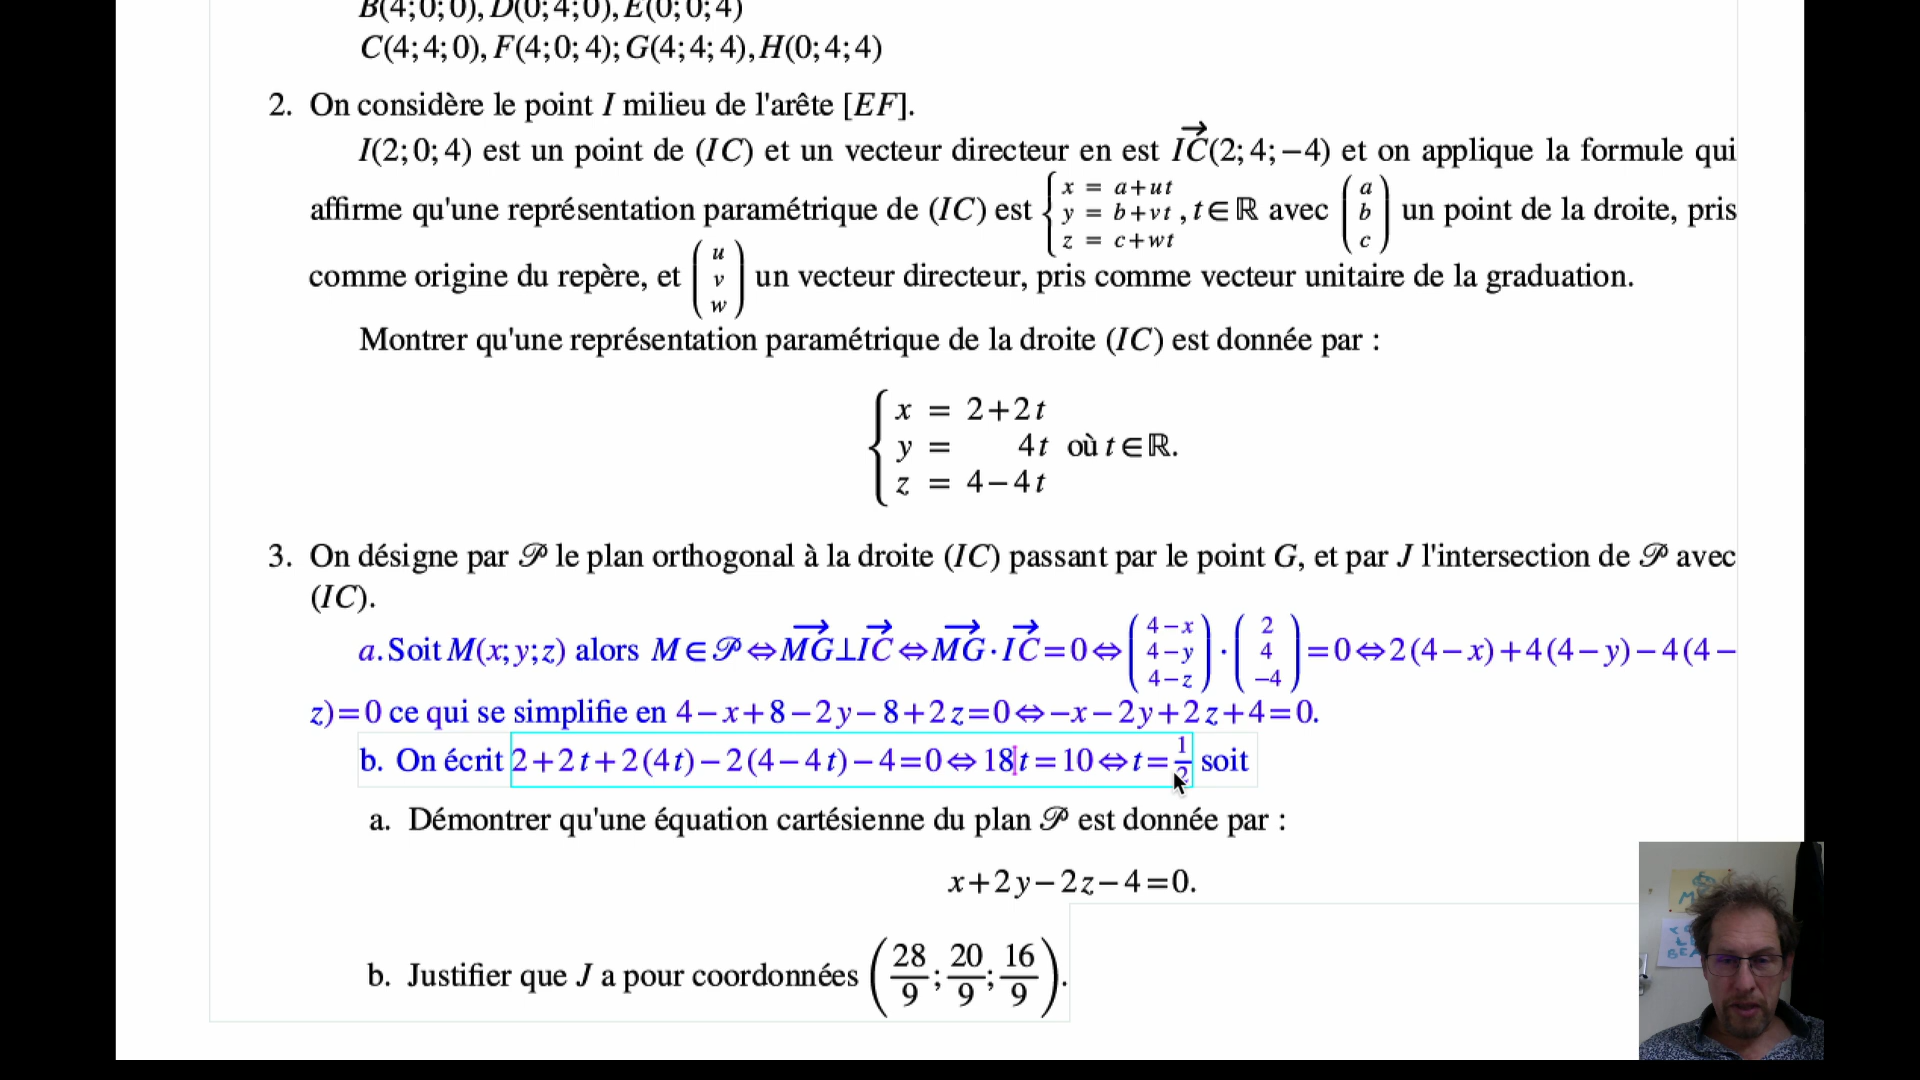 B(4;0;0), D(0;4;0), E(0;0;4)
C(4;4;0), F(4;0;4); G(4;4;4), H(0;4;4)
2. On considère le point I milieu de l'arête [EF].
I(2;0;4) est un point de (IC) et un vecteur directeur en est \overrightarrow{IC}(2;4;−4) et on applique la formule qui
affirme qu'une représentation paramétrique de (IC) est { x = a+ut ; y = b+vt ; z = c+wt , t∈ℝ avec (a b c) un point de la droite, pris
comme origine du repère, et (u v w) un vecteur directeur, pris comme vecteur unitaire de la graduation.
Montrer qu'une représentation paramétrique de la droite (IC) est donnée par :
x = 2+2t
y = 4t où t∈ℝ.
z = 4−4t
3. On désigne par 𝒫 le plan orthogonal à la droite (IC) passant par le point G, et par J l'intersection de 𝒫 avec
(IC).
a. Soit M(x;y;z) alors M∈𝒫⇔\overrightarrow{MG}⊥\overrightarrow{IC}⇔\overrightarrow{MG}·\overrightarrow{IC}=0⇔(4−x 4−y 4−z)·(2 4 −4)=0⇔2(4−x)+4(4−y)−4(4−
z)=0 ce qui se simplifie en 4−x+8−2y−8+2z=0⇔−x−2y+2z+4=0.
b. On écrit 2+2t+2(4t)−2(4−4t)−4=0⇔18t=10⇔t=1/2 soit
a. Démontrer qu'une équation cartésienne du plan 𝒫 est donnée par :
x+2y−2z−4=0.
b. Justifier que J a pour coordonnées (28/9;20/9;16/9).